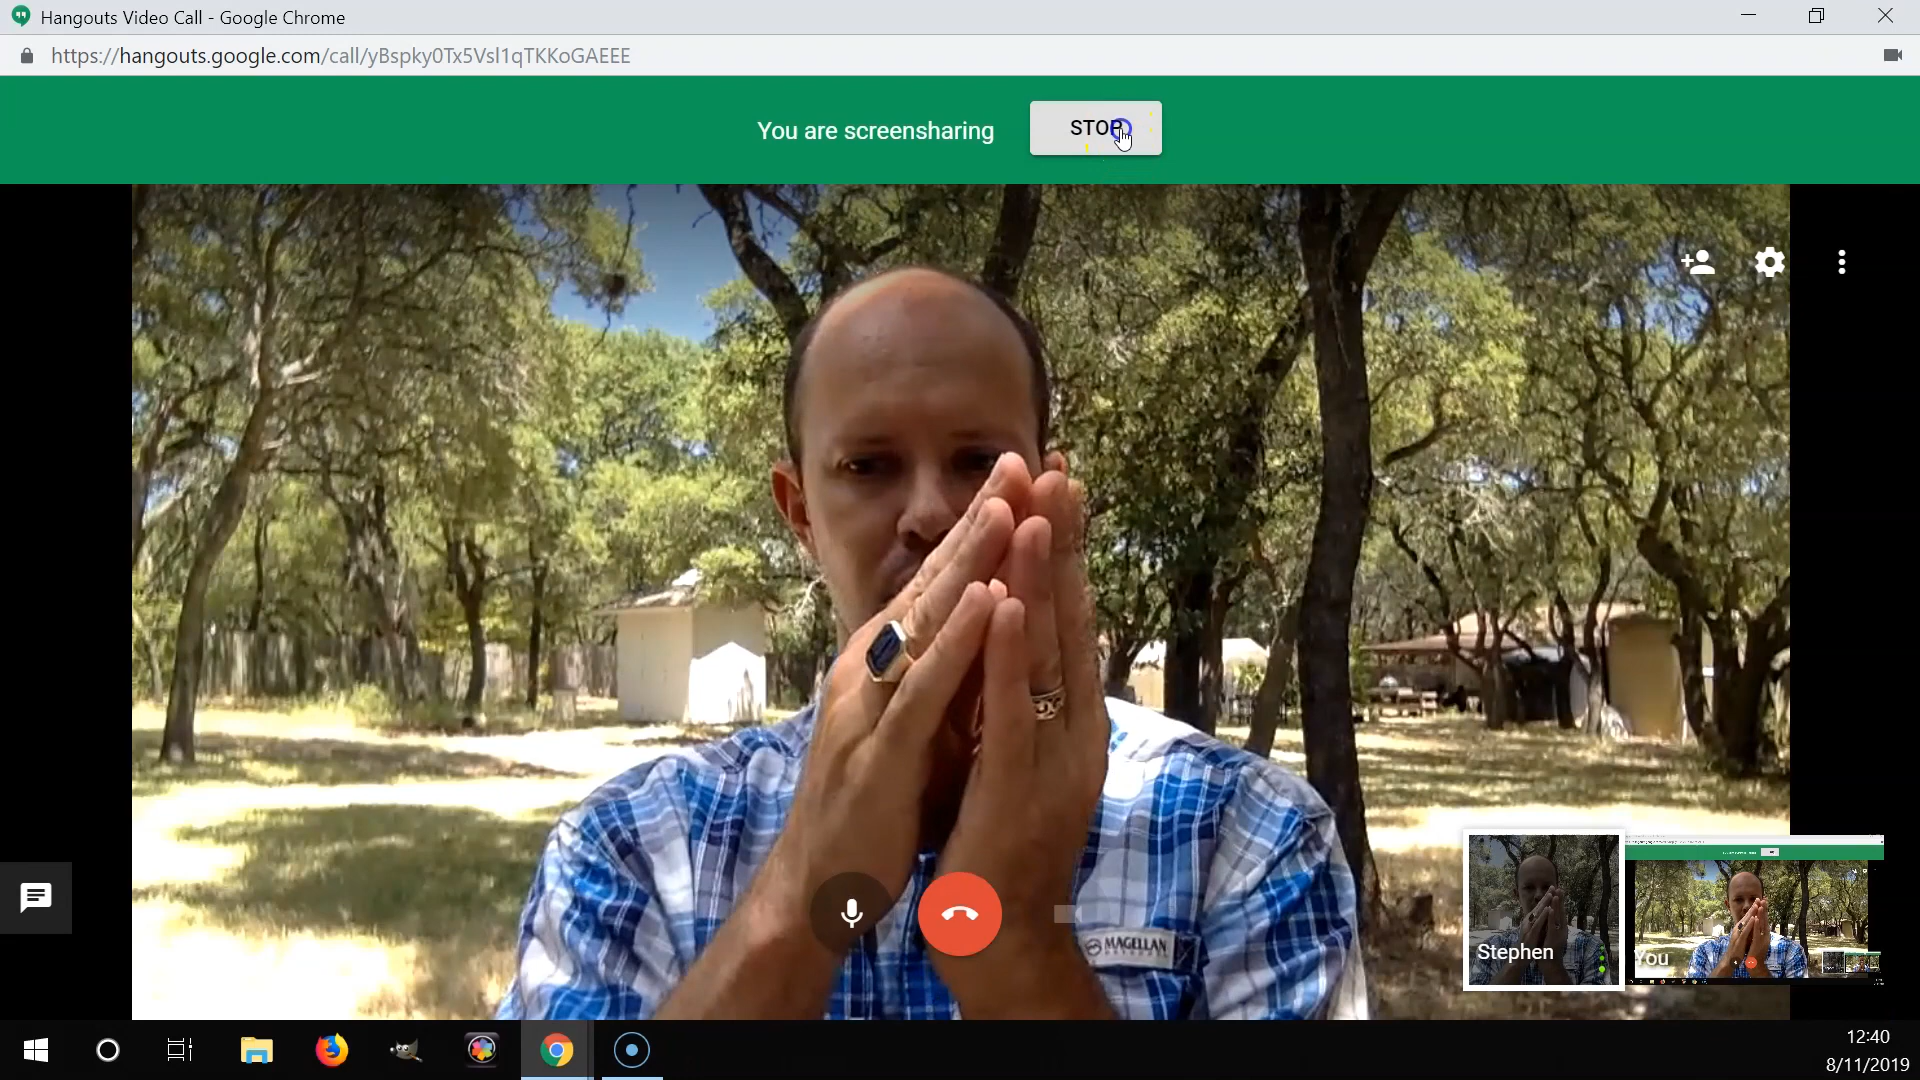 Hangouts Video Call - Google Chrome
https://hangouts.google.com/call/yBspky0Tx5Vsl1qTKKoGAEEE
You are screensharing STOP
MAGELLAN
Stephen
You
12:40
8/11/2019